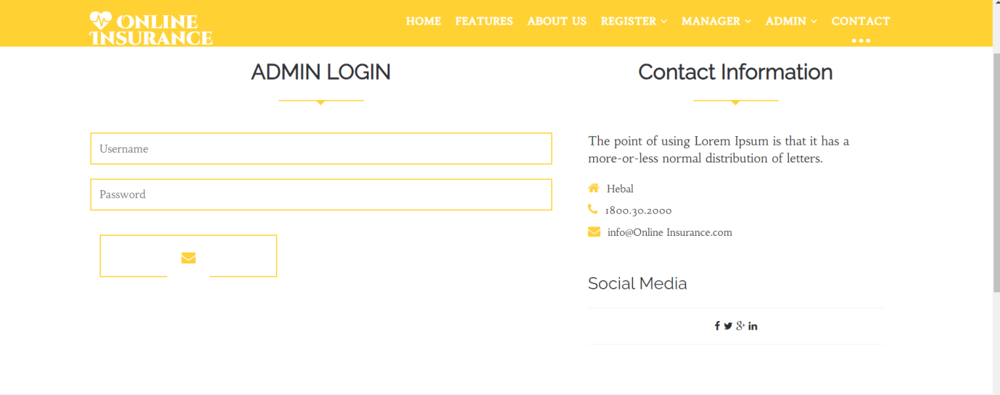 Online
Insurance
HOME FEATURES ABOUT US REGISTER MANAGER ADMIN CONTACT
ADMIN LOGIN
Username
Password
Contact Information
The point of using Lorem Ipsum is that it has a
more-or-less normal distribution of letters.
Hebal
1800.30.2000
info@Online Insurance.com
Social Media